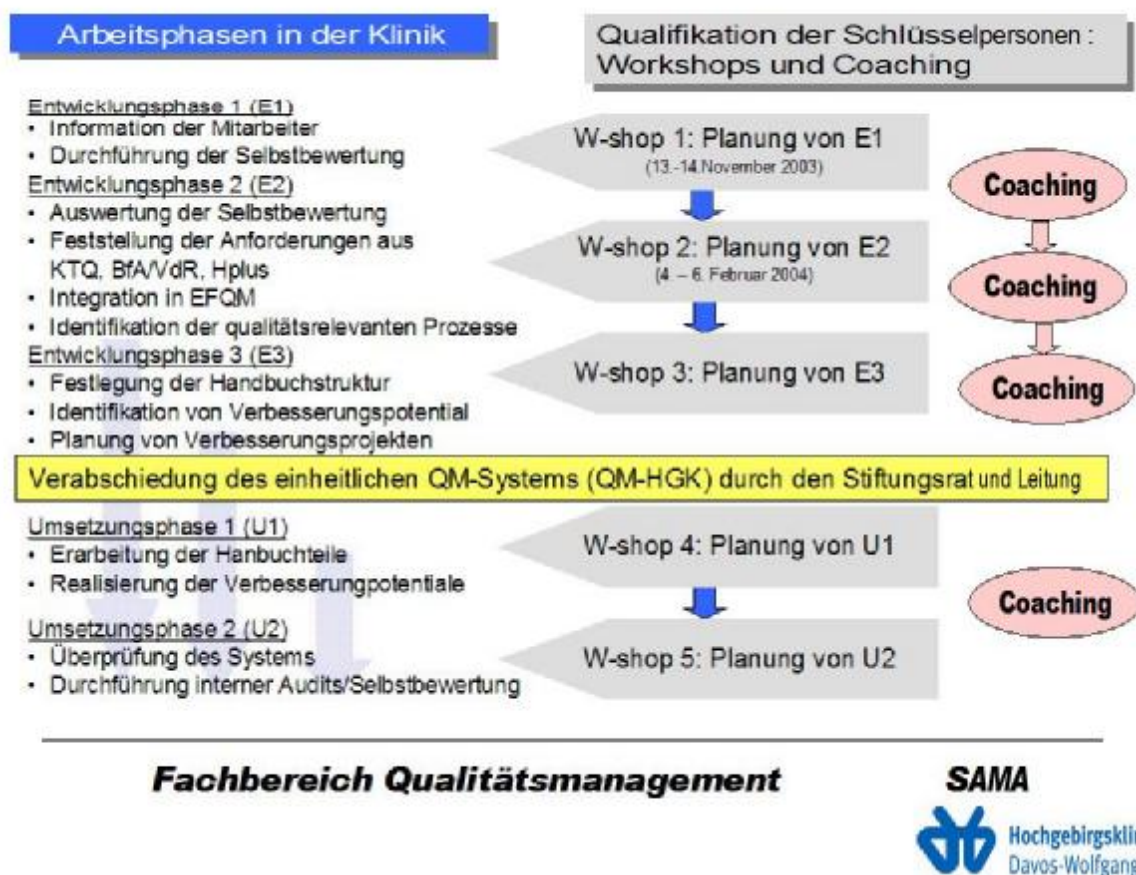 Arbeitsphasen in der Klinik
Qualifikation der Schlüsselpersonen :
Workshops und Coaching
Entwicklungsphase 1 (E1)
• Information der Mitarbeiter
• Durchführung der Selbstbewertung
Entwicklungsphase 2 (E2)
• Auswertung der Selbstbewertung
• Feststellung der Anforderungen aus
KTQ, BfA/VdR, Hplus
• Integration in EFQM
• Identifikation der qualitätsrelevanten Prozesse
Entwicklungsphase 3 (E3)
• Festlegung der Handbuchstruktur
• Identifikation von Verbesserungspotential
• Planung von Verbesserungsprojekten
W-shop 1: Planung von E1
(13.-14.November 2003)
W-shop 2: Planung von E2
(4. – 6. Februar 2004)
W-shop 3: Planung von E3
Coaching
Coaching
Coaching
Verabschiedung des einheitlichen QM-Systems (QM-HGK) durch den Stiftungsrat und Leitung
Umsetzungsphase 1 (U1)
• Erarbeitung der Hanbuchteile
• Realisierung der Verbesserungpotentiale
Umsetzungsphase 2 (U2)
• Überprüfung des Systems
• Durchführung interner Audits/Selbstbewertung
W-shop 4: Planung von U1
W-shop 5: Planung von U2
Coaching
Fachbereich Qualitätsmanagement
SAMA
Hochgebirgsklini
Davos-Wolfgang